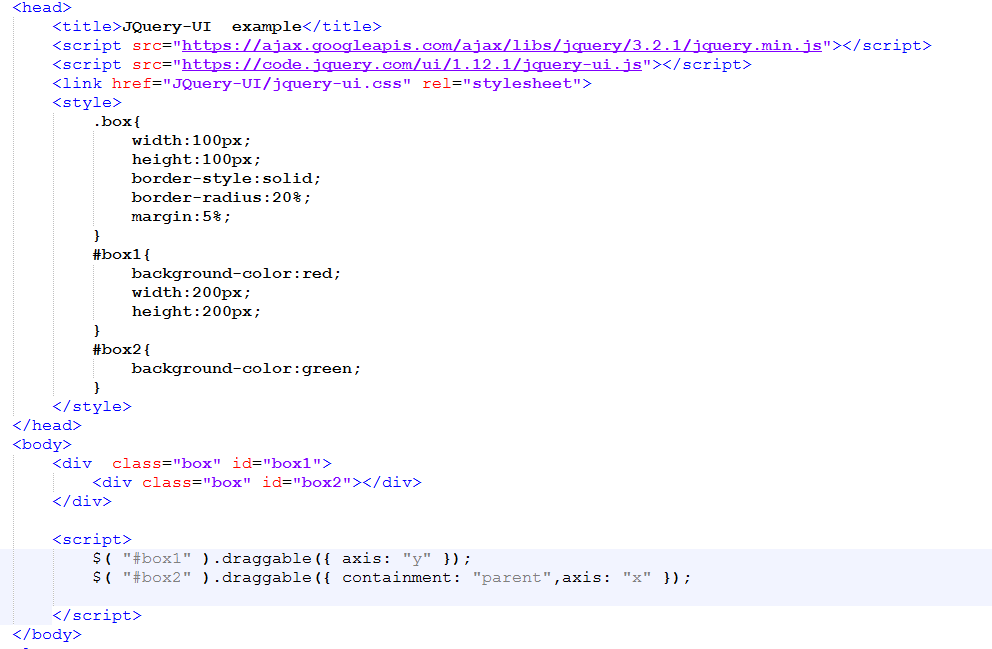 <head>
<title>JQuery-UI  example</title>
<script src="https://ajax.googleapis.com/ajax/libs/jquery/3.2.1/jquery.min.js"></script>
<script src="https://code.jquery.com/ui/1.12.1/jquery-ui.js"></script>
<link href="JQuery-UI/jquery-ui.css" rel="stylesheet">
<style>
.box{
width:100px;
height:100px;
border-style:solid;
border-radius:20%;
margin:5%;
}
#box1{
background-color:red;
width:200px;
height:200px;
}
#box2{
background-color:green;
}
</style>
</head>
<body>
<div  class="box" id="box1">
<div class="box" id="box2"></div>
</div>
<script>
$( "#box1" ).draggable({ axis: "y" });
$( "#box2" ).draggable({ containment: "parent",axis: "x" });
</script>
</body>